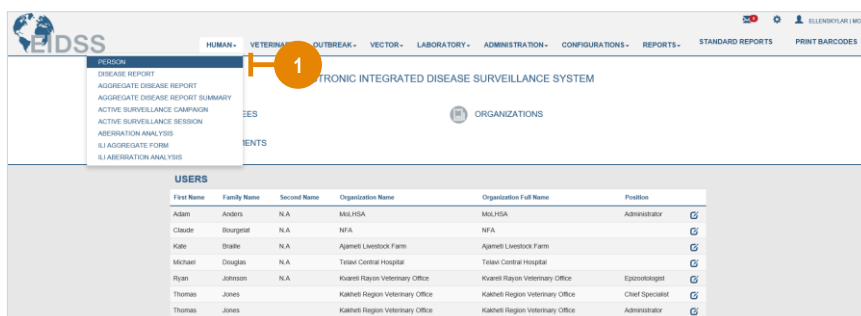 EIDSS
ELLENSKYLAR | MO
HUMAN VETERINA OUTBREAK VECTOR LABORATORY ADMINISTRATION CONFIGURATIONS REPORTS STANDARD REPORTS PRINT BARCODES
PERSON
1
DISEASE REPORT
TRONIC INTEGRATED DISEASE SURVEILLANCE SYSTEM
AGGREGATE DISEASE REPORT
AGGREGATE DISEASE REPORT SUMMARY
ACTIVE SURVEILLANCE CAMPAIGN
EES
ORGANIZATIONS
ACTIVE SURVEILLANCE SESSION
ABERRATION ANALYSIS
ILI AGGREGATE FORM
MENTS
ILI ABERRATION ANALYSIS
USERS
First Name Family Name Second Name Organization Name Organization Full Name Position
Adam Anders N.A MoLHSA MoLHSA Administrator
Claude Bourgelat N.A NFA NFA
Kate Braille N.A Ajameti Livestock Farm Ajameti Livestock Farm
Michael Douglas N.A Telavi Central Hospital Telavi Central Hospital
Ryan Johnson N.A Kvareli Rayon Veterinary Office Kvareli Rayon Veterinary Office Epizootologist
Thomas Jones Kakheti Region Veterinary Office Kakheti Region Veterinary Office Chief Specialist
Thomas Jones Kakheti Region Veterinary Office Kakheti Region Veterinary Office Administrator